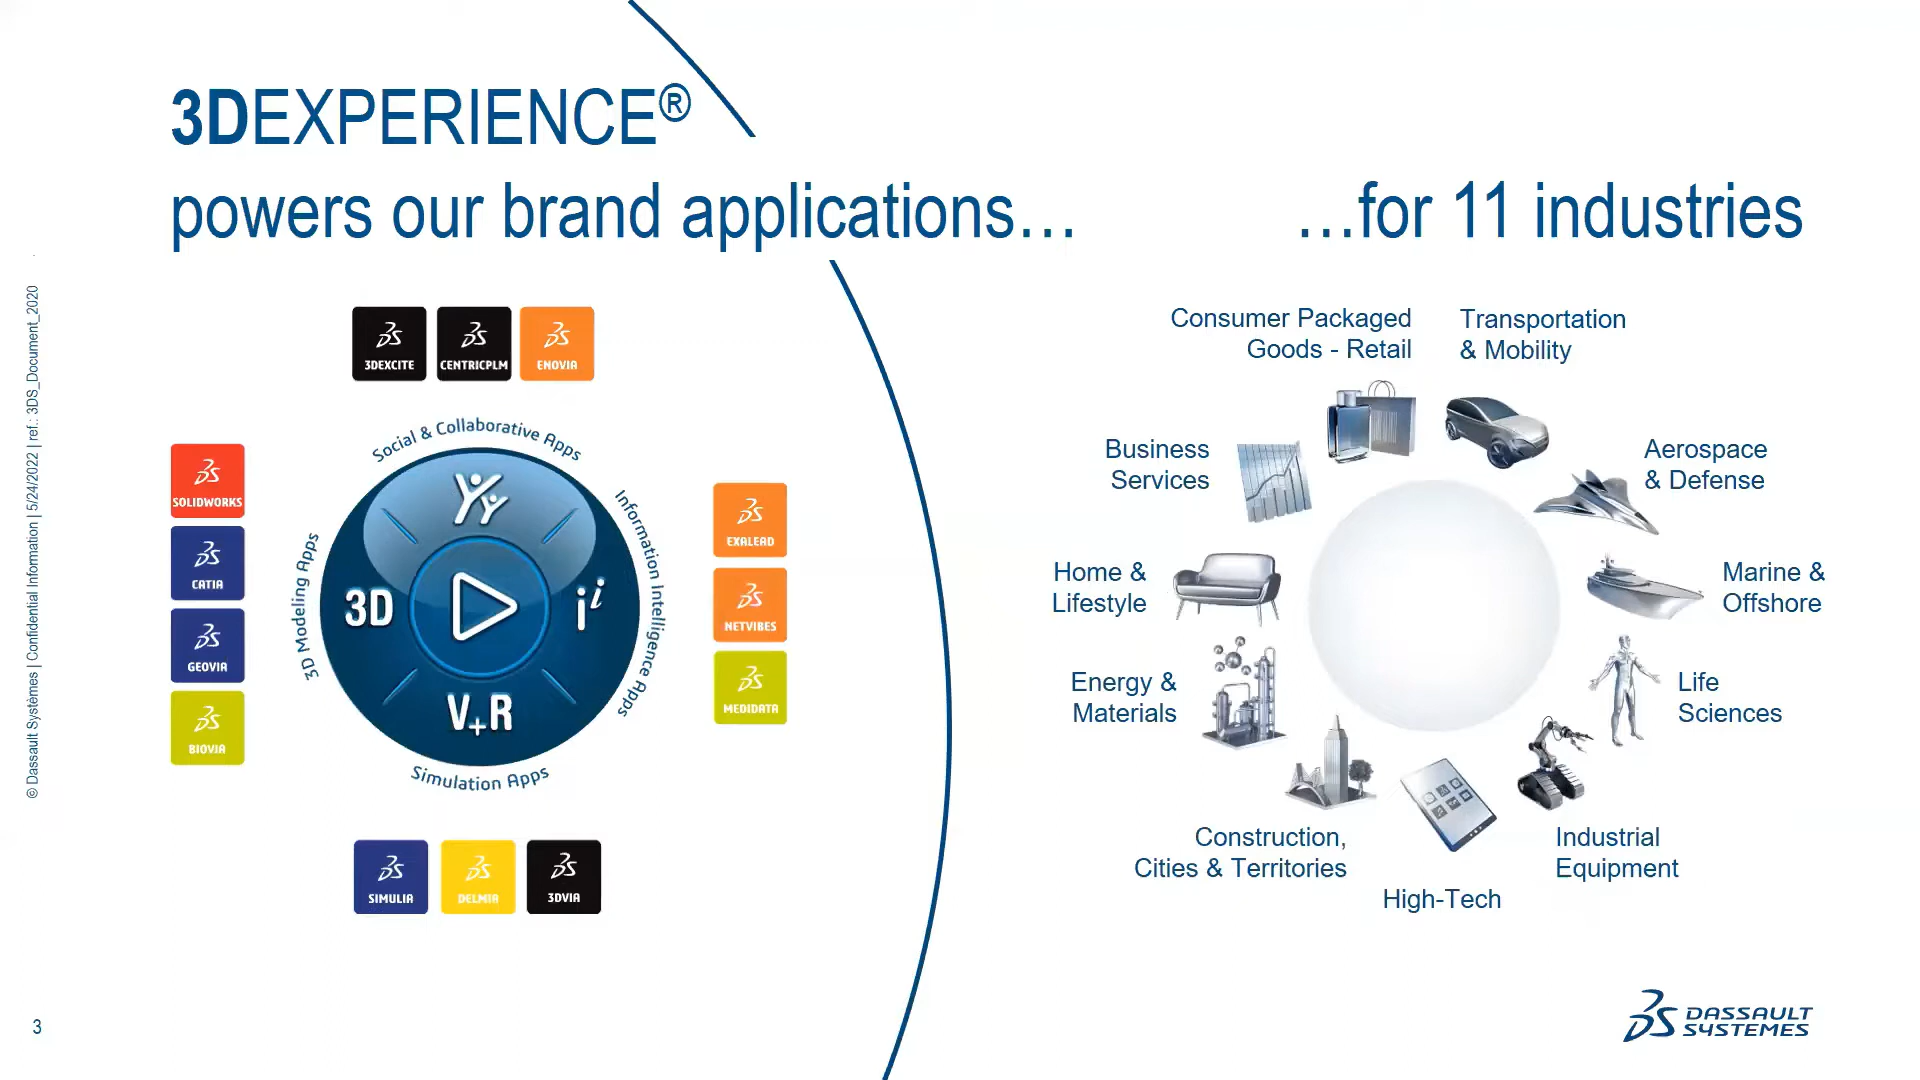 3DEXPERIENCE®
powers our brand applications…
…for 11 industries
3DEXCITE
CENTRICPLM
ENOVIA
SOLIDWORKS
CATIA
GEOVIA
BIOVIA
Social & Collaborative Apps
3D Modeling Apps
Information Intelligence Apps
Simulation Apps
3D
i i
V+R
EXALEAD
NETVIBES
MEDIDATA
SIMULIA
DELMIA
3DVIA
Consumer Packaged
Goods - Retail
Transportation
& Mobility
Business
Services
Aerospace
& Defense
Home &
Lifestyle
Marine &
Offshore
Energy &
Materials
Life
Sciences
Construction,
Cities & Territories
Industrial
Equipment
High-Tech
© Dassault Systèmes | Confidential Information | 5/24/2022 | ref.: 3DS_Document_2020
3
DASSAULT
SYSTEMES